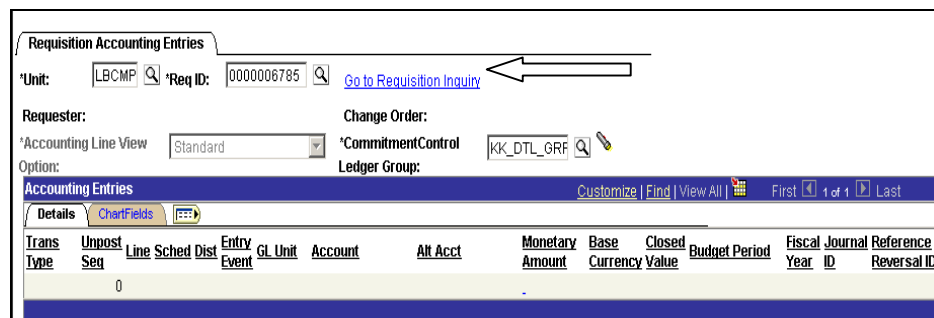 Requisition Accounting Entries
*Unit: LBCMP *Req ID: 0000006785 Go to Requisition Inquiry
Requester: Change Order:
*Accounting Line View Standard *CommitmentControl KK_DTL_GRF
Option: Ledger Group:
Accounting Entries Customize | Find | View All | First 1 of 1 Last
Details ChartFields
Trans Unpost Line Sched Dist Entry GL Unit Account Alt Acct Monetary Base Closed Budget Period Fiscal Journal Reference
Type Seq Event Amount Currency Value Year ID Reversal ID
0 -